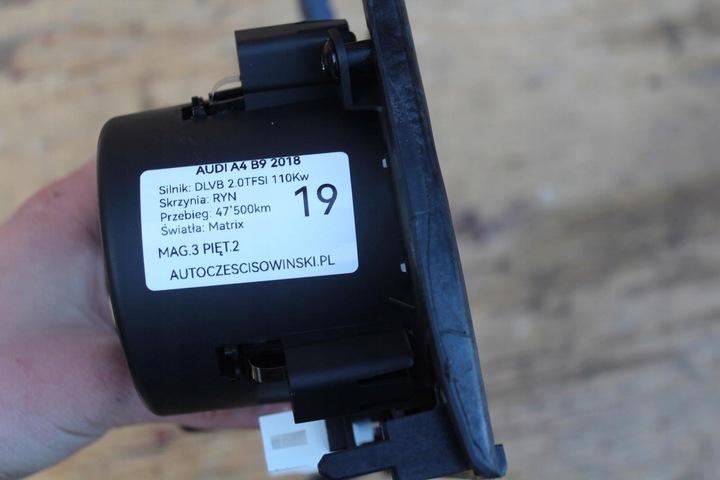 AUDI A4 B9 2018
Silnik: DLVB 2.0TFSI 110Kw
Skrzynia: RYN
Przebieg: 47'500km
Światła: Matrix
19
MAG.3 PIĘT.2
AUTOCZESCISOWINSKI.PL